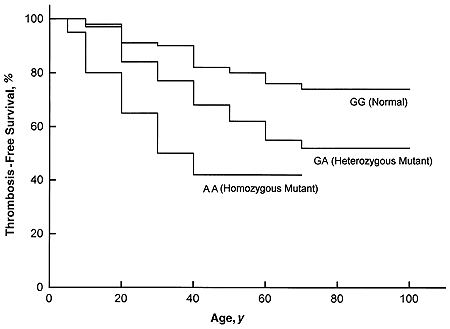 Thrombosis-Free Survival, %
100
80
60
40
20
0
GG (Normal)
GA (Heterozygous Mutant)
AA (Homozygous Mutant)
0 20 40 60 80 100
Age, y